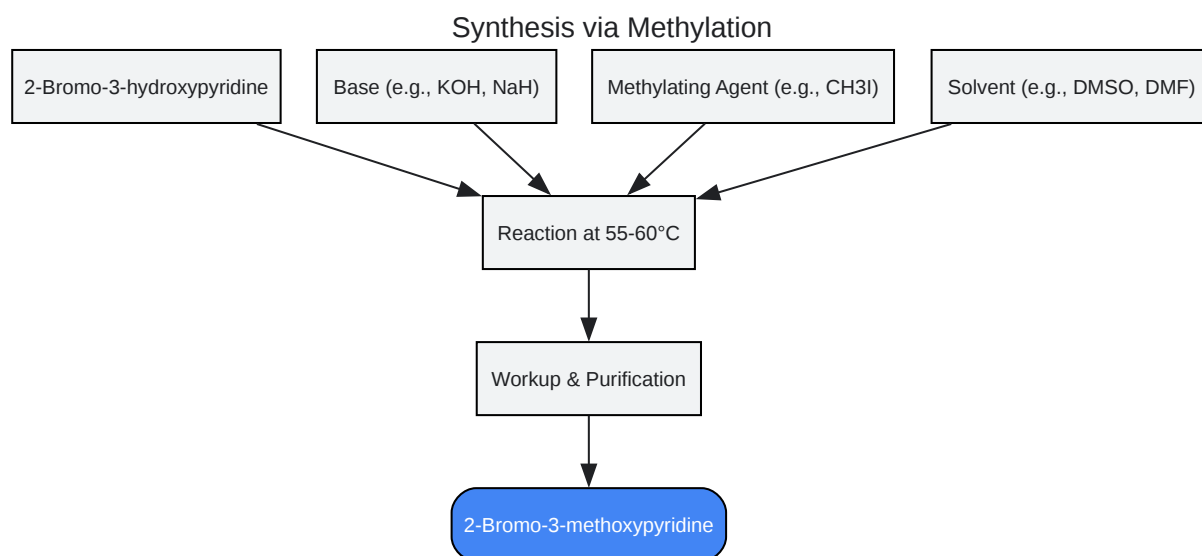 Synthesis via Methylation
2-Bromo-3-hydroxypyridine
Base (e.g., KOH, NaH)
Methylating Agent (e.g., CH3I)
Solvent (e.g., DMSO, DMF)
Reaction at 55-60°C
Workup & Purification
2-Bromo-3-methoxypyridine